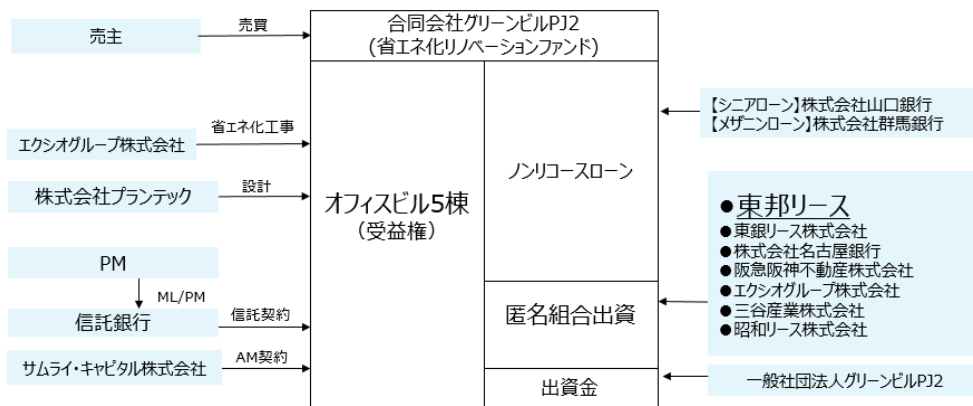 売主
売買
合同会社グリーンビルPJ2
(省エネ化リノベーションファンド)
エクシオグループ株式会社
省エネ化工事
株式会社プランテック
設計
PM
ML/PM
信託銀行
信託契約
サムライ・キャピタル株式会社
AM契約
オフィスビル5棟
（受益権）
ノンリコースローン
匿名組合出資
出資金
【シニアローン】株式会社山口銀行
【メザニンローン】株式会社群馬銀行
●東邦リース
●東銀リース株式会社
●株式会社名古屋銀行
●阪急阪神不動産株式会社
●エクシオグループ株式会社
●三谷産業株式会社
●昭和リース株式会社
一般社団法人グリーンビルPJ2